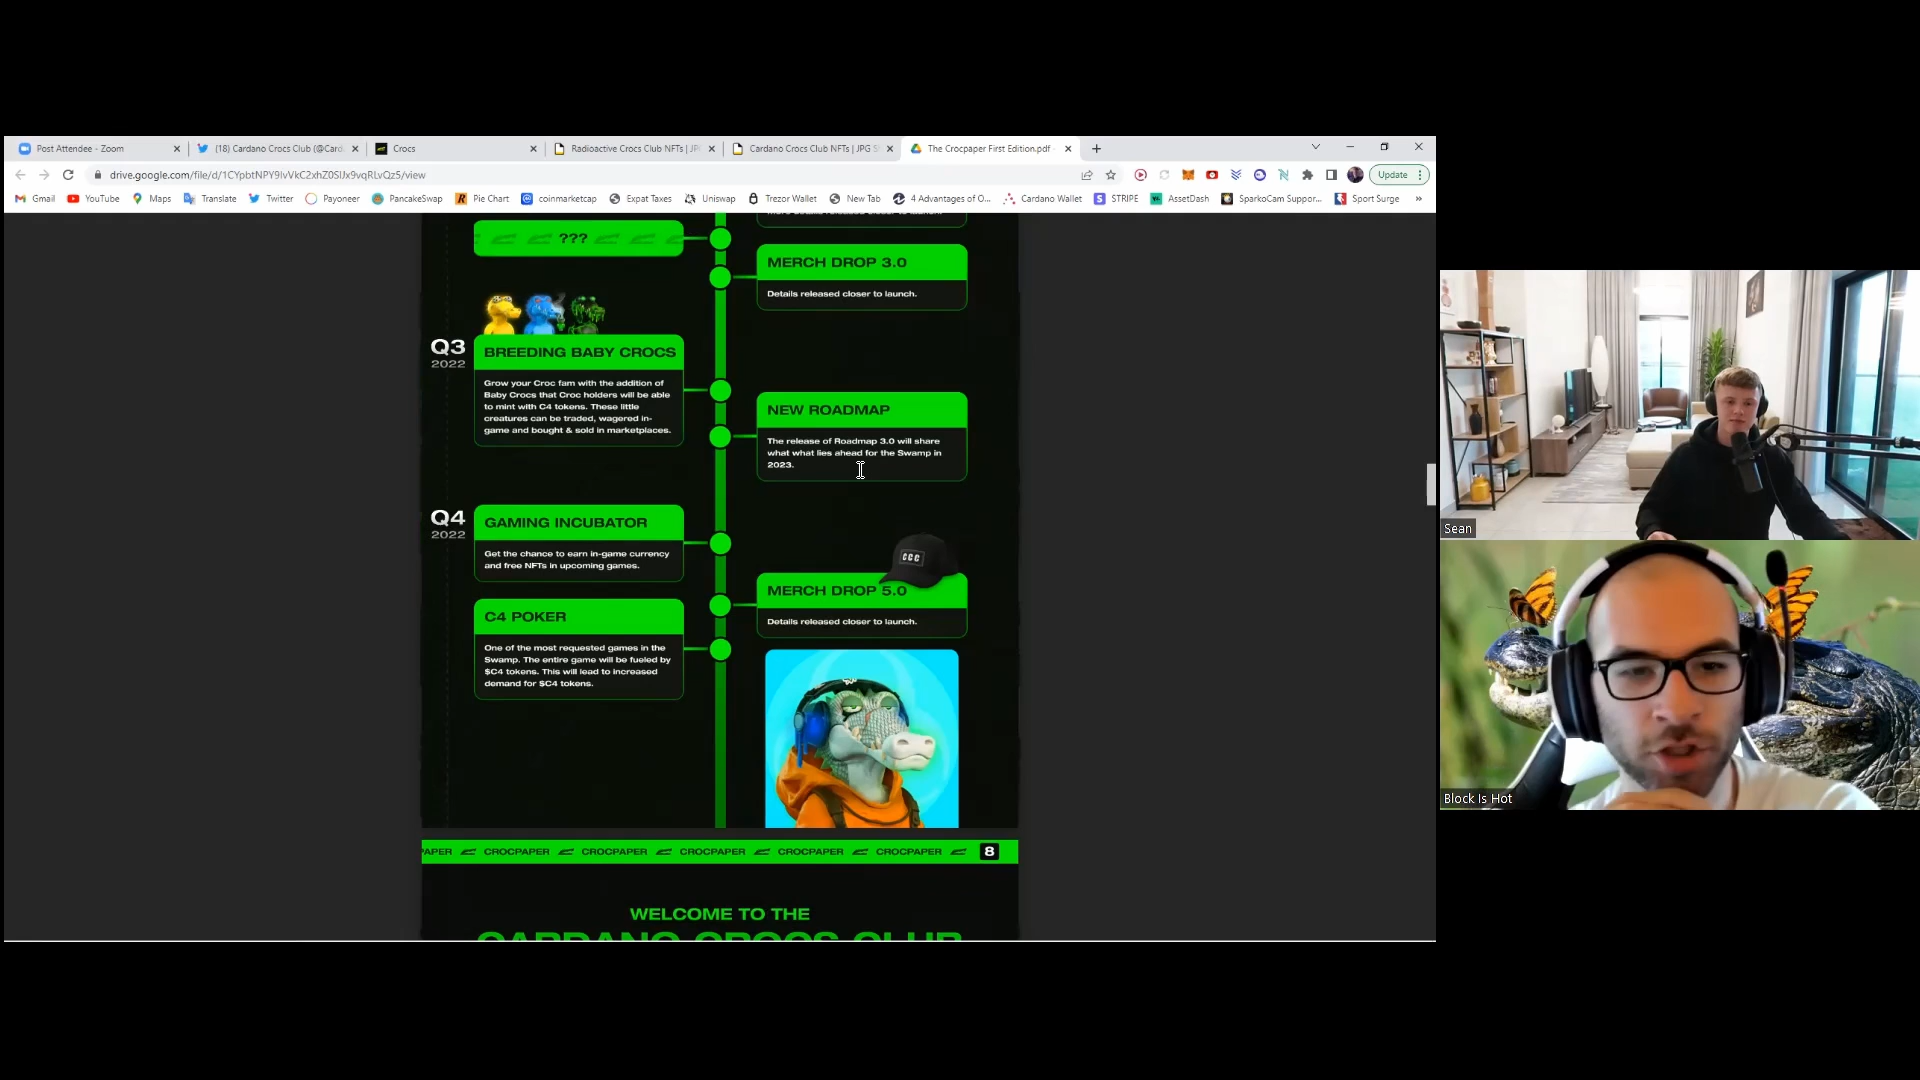 Post Attendee - Zoom
(18) Cardano Crocs Club (@Card
Crocs
Radioactive Crocs Club NFTs | JP
Cardano Crocs Club NFTs | JPG S
The Crocpaper First Edition.pdf -
Update
Gmail
YouTube
Maps
Translate
Twitter
Payoneer
PancakeSwap
Pie Chart
coinmarketcap
Expat Taxes
Uniswap
Trezor Wallet
New Tab
4 Advantages of O...
Cardano Wallet
STRIPE
AssetDash
SparkoCam Suppor...
Sport Surge
»
???
MERCH DROP 3.0
Details released closer to launch.
Q3
2022
BREEDING BABY CROCS
Grow your Croc fam with the addition of
Baby Crocs that Croc holders will be able
to mint with C4 tokens. These little
creatures can be traded, wagered in-
game and bought & sold in marketplaces.
NEW ROADMAP
The release of Roadmap 3.0 will share
what what lies ahead for the Swamp in
2023.
Q4
2022
GAMING INCUBATOR
Get the chance to earn in-game currency
and free NFTs in upcoming games.
CCC
MERCH DROP 5.0
Details released closer to launch.
C4 POKER
One of the most requested games in the
Swamp. The entire game will be fueled by
$C4 tokens. This will lead to increased
demand for $C4 tokens.
PAPER CROCPAPER CROCPAPER CROCPAPER CROCPAPER CROCPAPER 8
WELCOME TO THE
CARDANO CROCS CLUB
Sean
Block Is Hot